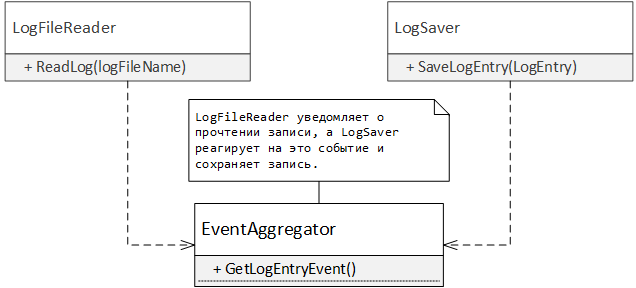 LogFileReader
+ ReadLog(logFileName)
LogSaver
+ SaveLogEntry(LogEntry)
LogFileReader уведомляет о
прочтении записи, а LogSaver
реагирует на это событие и
сохраняет запись.
EventAggregator
+ GetLogEntryEvent()